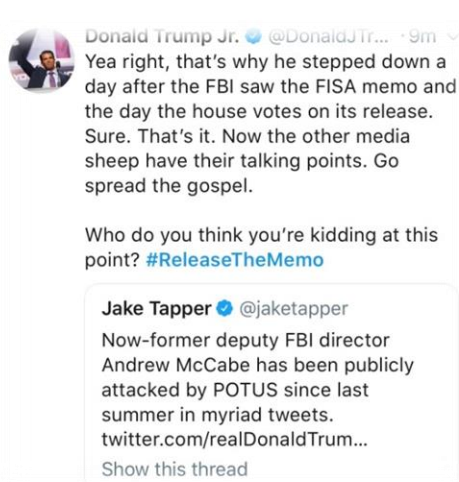 Donald Trump Jr. @DonaldJTr... · 9m
Yea right, that's why he stepped down a
day after the FBI saw the FISA memo and
the day the house votes on its release.
Sure. That's it. Now the other media
sheep have their talking points. Go
spread the gospel.
Who do you think you're kidding at this
point? #ReleaseTheMemo
Jake Tapper @jaketapper
Now-former deputy FBI director
Andrew McCabe has been publicly
attacked by POTUS since last
summer in myriad tweets.
twitter.com/realDonaldTrum...
Show this thread